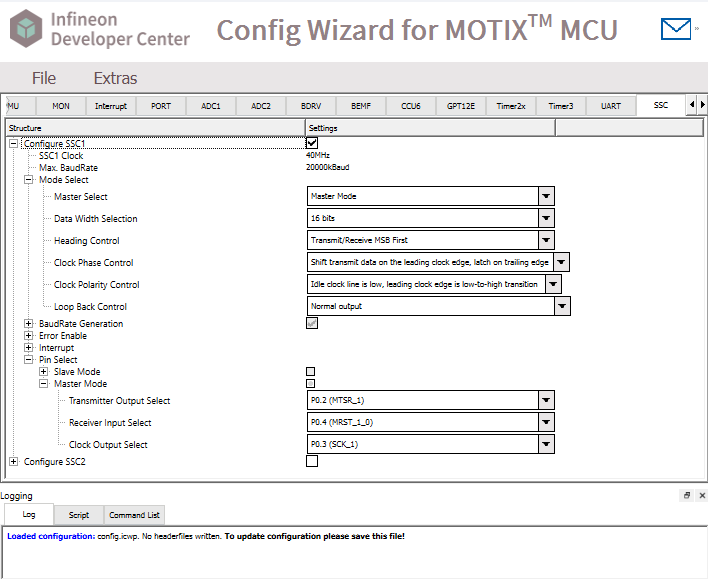 Infineon
Developer Center
Config Wizard for MOTIX™ MCU
»
File Extras
MU MON Interrupt PORT ADC1 ADC2 BDRV BEMF CCU6 GPT12E Timer2x Timer3 UART SSC
Structure Settings
Configure SSC1
SSC1 Clock 40MHz
Max. BaudRate 20000kBaud
Mode Select
Master Select Master Mode
Data Width Selection 16 bits
Heading Control Transmit/Receive MSB First
Clock Phase Control Shift transmit data on the leading clock edge, latch on trailing edge
Clock Polarity Control Idle clock line is low, leading clock edge is low-to-high transition
Loop Back Control Normal output
BaudRate Generation
Error Enable
Interrupt
Pin Select
Slave Mode
Master Mode
Transmitter Output Select P0.2 (MTSR_1)
Receiver Input Select P0.4 (MRST_1_0)
Clock Output Select P0.3 (SCK_1)
Configure SSC2
Logging
Log Script Command List
Loaded configuration: config.icwp. No headerfiles written. To update configuration please save this file!